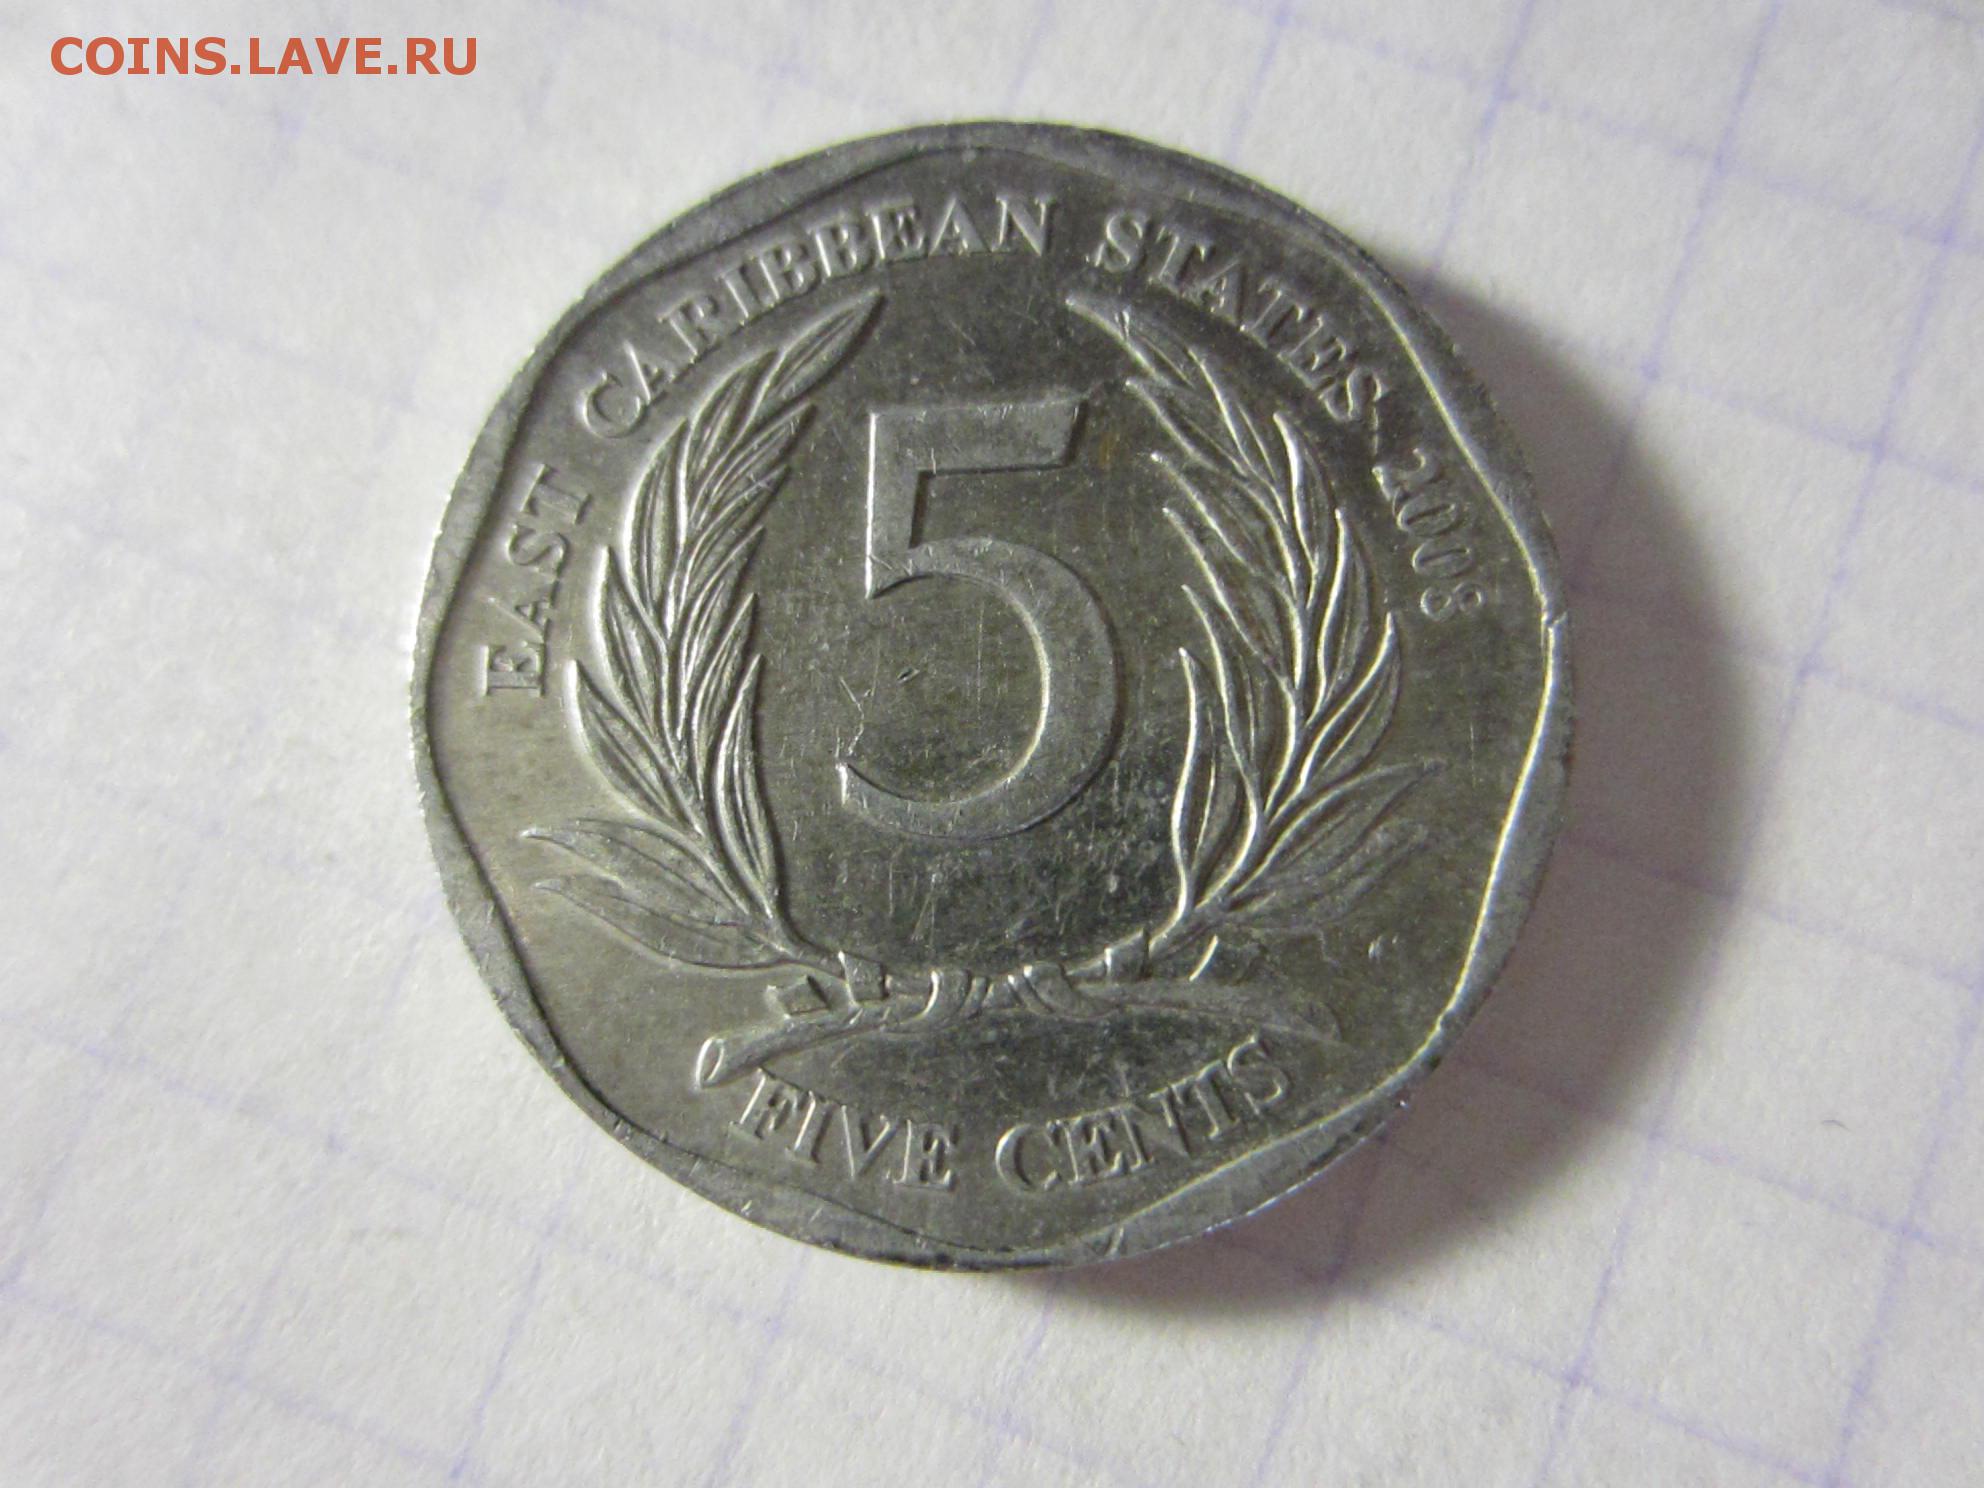 COINS.LAVE.RU
EAST CARIBBEAN STATES 2008
5
FIVE CENTS